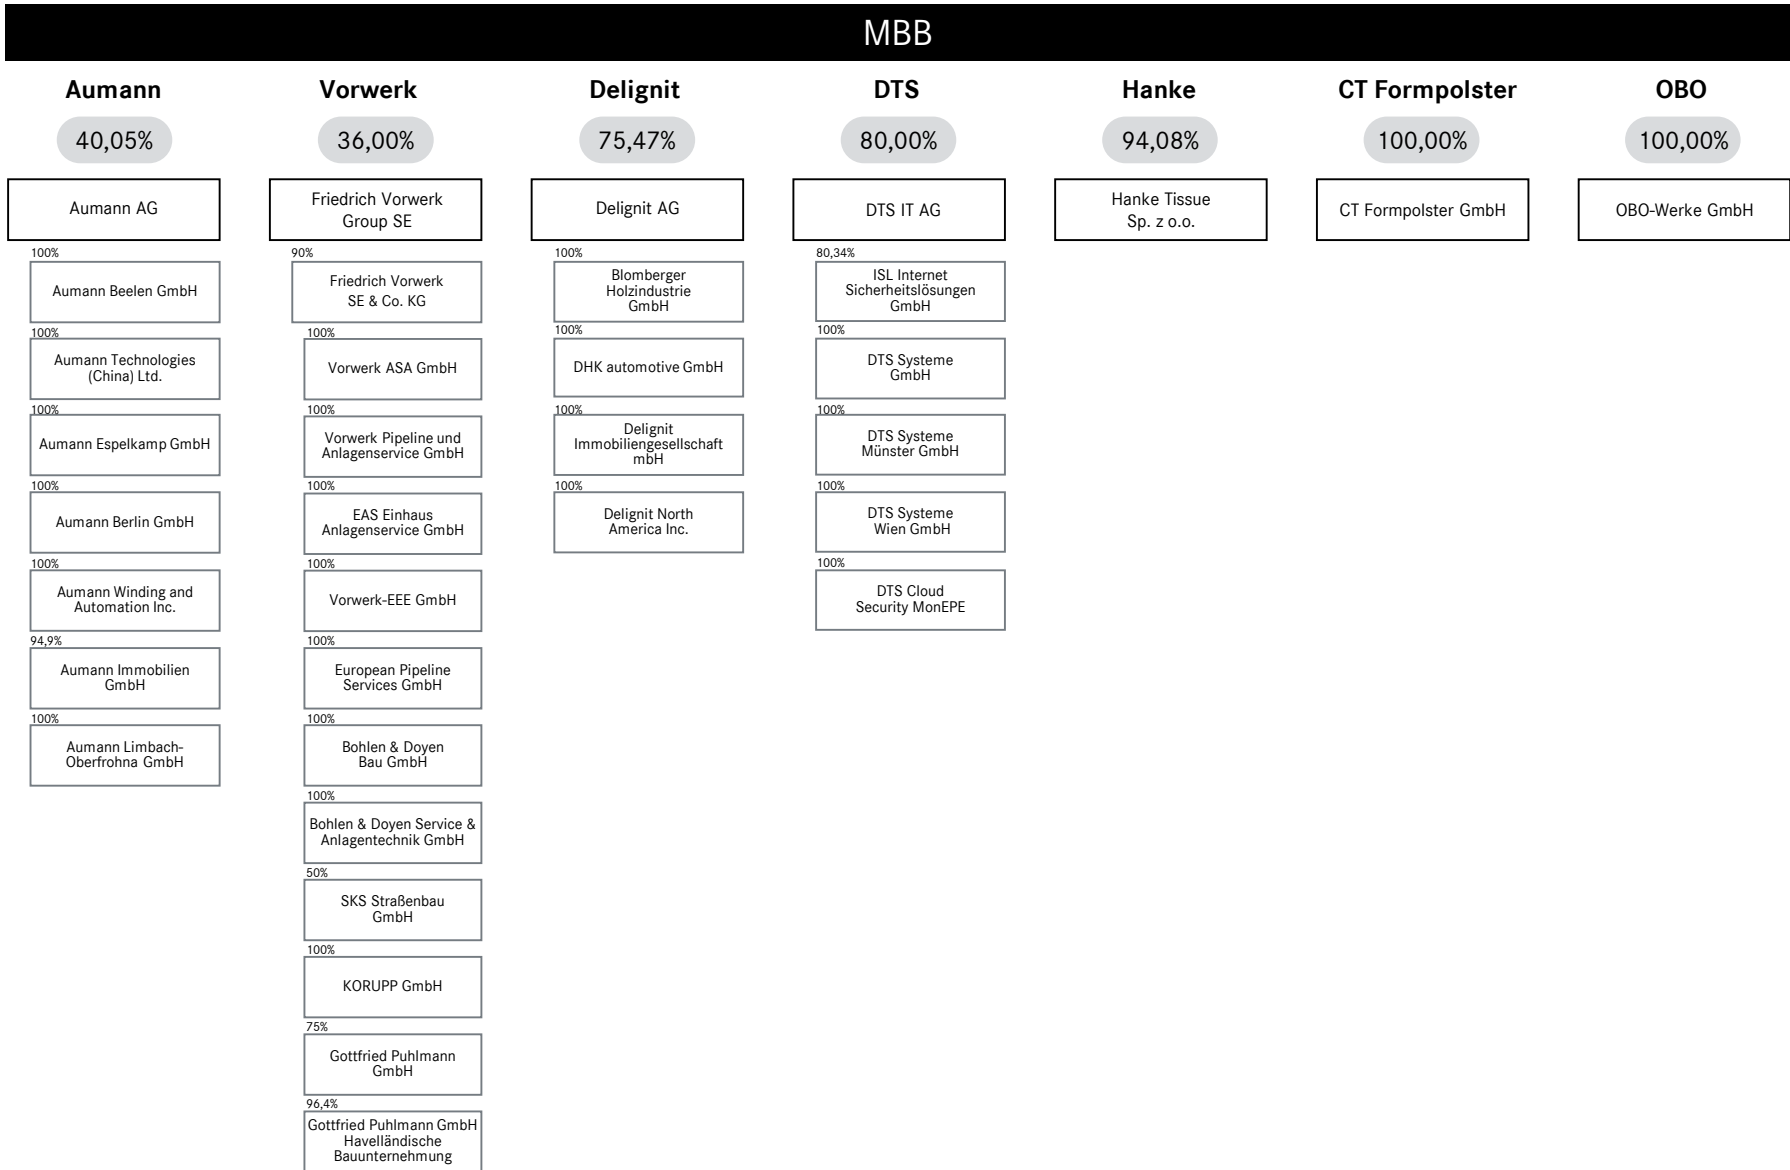 MBB
Aumann
40,05%
Aumann AG
100%
Aumann Beelen GmbH
100%
Aumann Technologies
(China) Ltd.
100%
Aumann Espelkamp GmbH
100%
Aumann Berlin GmbH
100%
Aumann Winding and
Automation Inc.
94,9%
Aumann Immobilien
GmbH
100%
Aumann Limbach-
Oberfrohna GmbH
Vorwerk
36,00%
Friedrich Vorwerk
Group SE
90%
Friedrich Vorwerk
SE & Co. KG
100%
Vorwerk ASA GmbH
100%
Vorwerk Pipeline und
Anlagenservice GmbH
100%
EAS Einhaus
Anlagenservice GmbH
100%
Vorwerk-EEE GmbH
100%
European Pipeline
Services GmbH
100%
Bohlen & Doyen
Bau GmbH
100%
Bohlen & Doyen Service &
Anlagentechnik GmbH
50%
SKS Straßenbau
GmbH
100%
KORUPP GmbH
75%
Gottfried Puhlmann
GmbH
96,4%
Gottfried Puhlmann GmbH
Havelländische
Bauunternehmung
Delignit
75,47%
Delignit AG
100%
Blomberger
Holzindustrie
GmbH
100%
DHK automotive GmbH
100%
Delignit
Immobiliengesellschaft
mbH
100%
Delignit North
America Inc.
DTS
80,00%
DTS IT AG
80,34%
ISL Internet
Sicherheitslösungen
GmbH
100%
DTS Systeme
GmbH
100%
DTS Systeme
Münster GmbH
100%
DTS Systeme
Wien GmbH
100%
DTS Cloud
Security MonEPE
Hanke
94,08%
Hanke Tissue
Sp. z o.o.
CT Formpolster
100,00%
CT Formpolster GmbH
OBO
100,00%
OBO-Werke GmbH